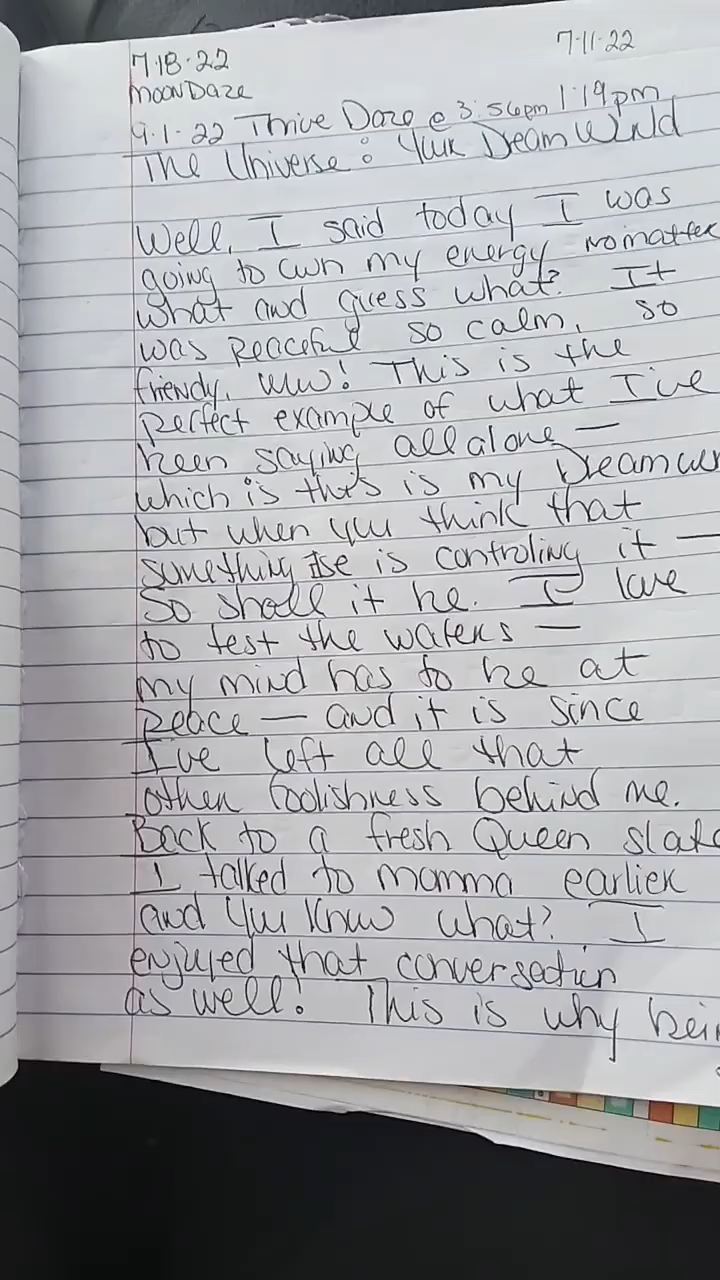 7·18·22 7·11·22
MOONDaze
9·1·22 Thrive Daze @ 3:56pm 1:19pm
The Universe: Your Dream World
Well, I said today I was
going to own my energy no matter
what and guess what? It
was peaceful so calm, so
friendy, wow! This is the
perfect example of what I've
been saying all alone —
which is this is my Dream
but when you think that
something else is controling it —
So shall it be. I love
to test the waters —
my mind has to be at
peace — and it is since
I've left all that
other foolishness behind me.
Back to a fresh Queen slate
I talked to momma earlier
and you know what? I
enjoyed that conversation
as well! This is why